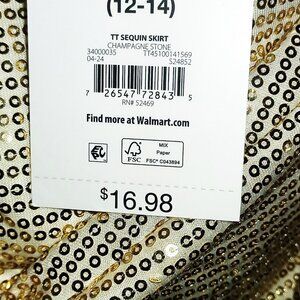 (12-14)
TT SEQUIN SKIRT
CHAMPAGNE STONE
34000035 TT45100141569
04-24 S24852
7 26547 72843 5
RN# 52469
Find more at Walmart.com
FSC
MIX
Paper
FSC® C043894
$16.98